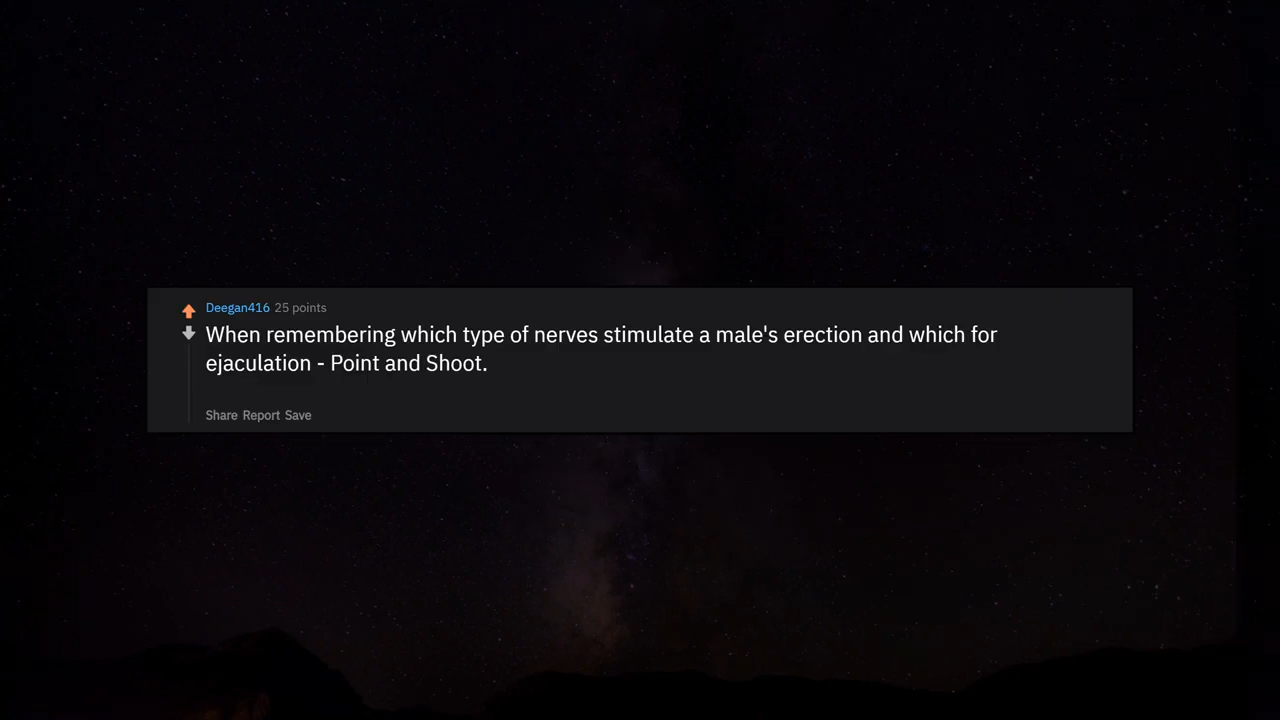 Deegan416 25 points
When remembering which type of nerves stimulate a male's erection and which for
ejaculation - Point and Shoot.
Share Report Save